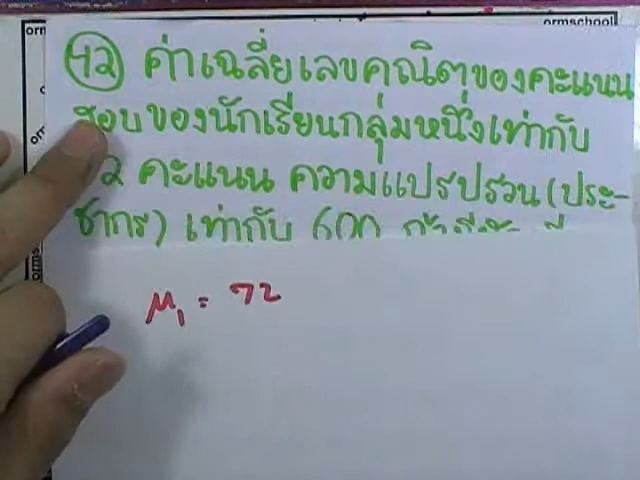 ormschool
orn
42 ค่าเฉลี่ยเลขคณิตของคะแนน
สอบของนักเรียนกลุ่มหนึ่งเท่ากับ
2 คะแนน ความแปรปรวน(ประ-
ชากร) เท่ากับ 600
μ₁ = 72